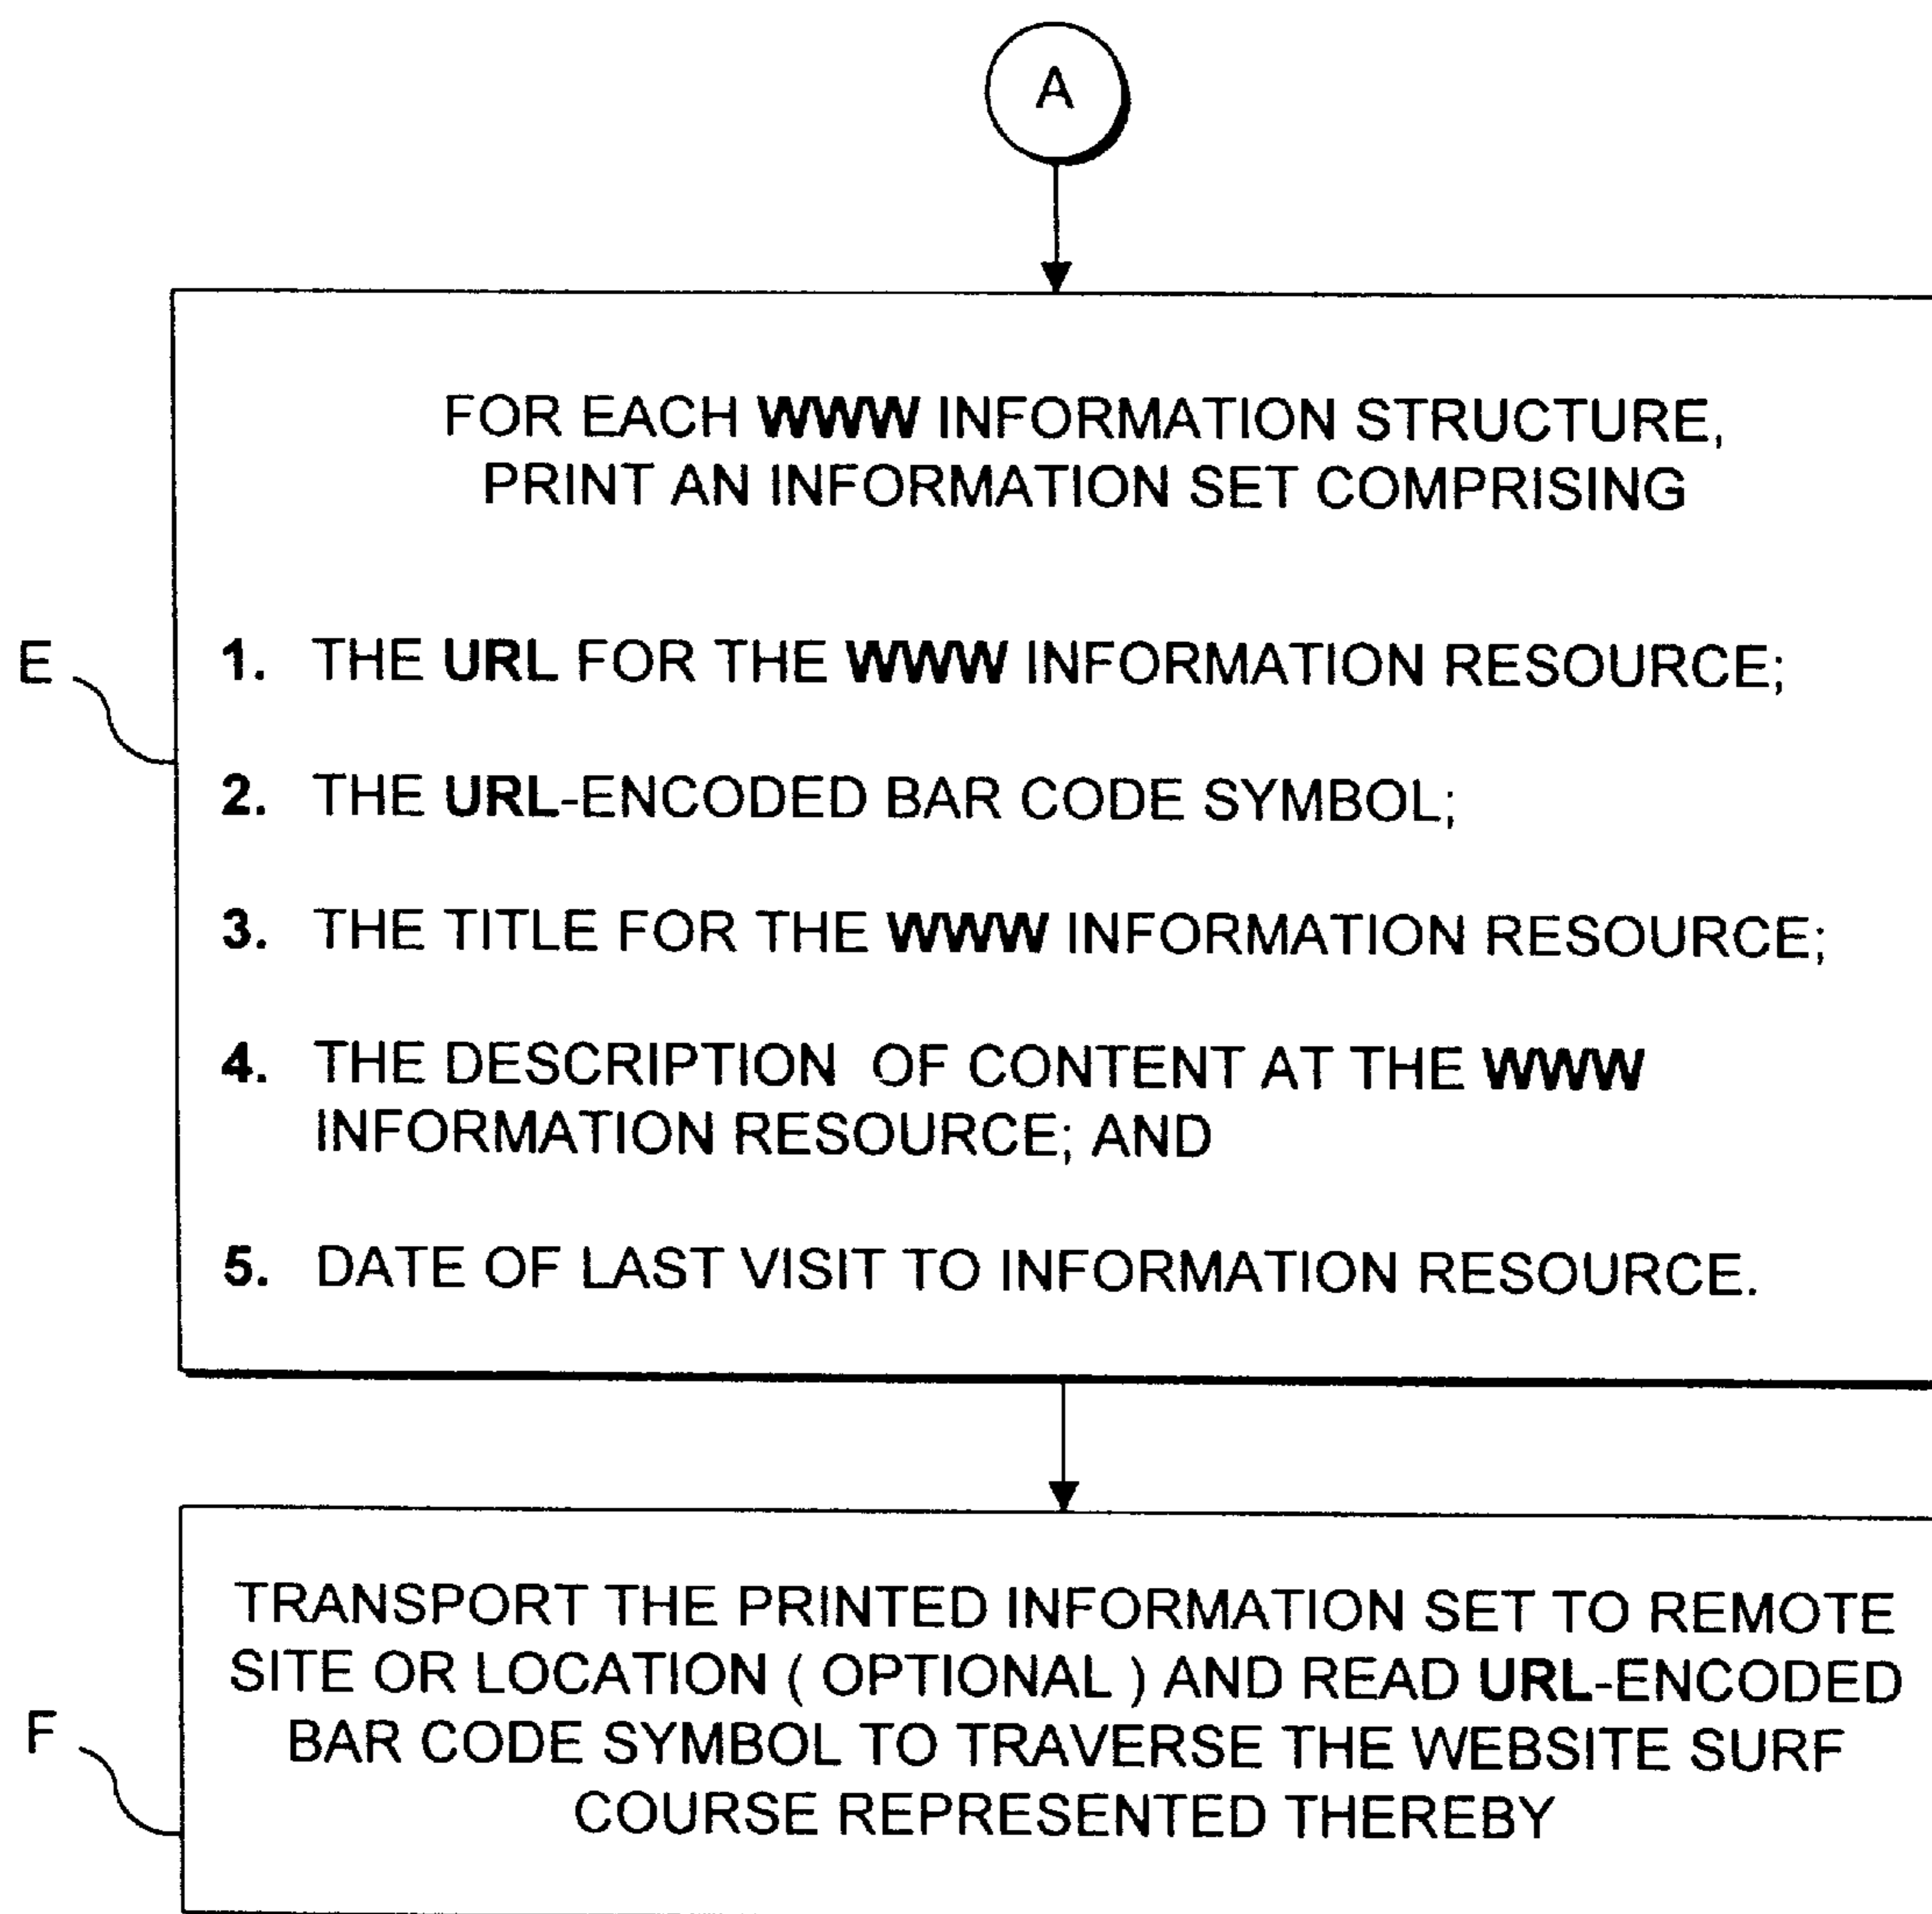 A
FOR EACH WWW INFORMATION STRUCTURE,
PRINT AN INFORMATION SET COMPRISING
E
1. THE URL FOR THE WWW INFORMATION RESOURCE;
2. THE URL-ENCODED BAR CODE SYMBOL;
3. THE TITLE FOR THE WWW INFORMATION RESOURCE;
4. THE DESCRIPTION OF CONTENT AT THE WWW
INFORMATION RESOURCE; AND
5. DATE OF LAST VISIT TO INFORMATION RESOURCE.
TRANSPORT THE PRINTED INFORMATION SET TO REMOTE
SITE OR LOCATION ( OPTIONAL ) AND READ URL-ENCODED
F
BAR CODE SYMBOL TO TRAVERSE THE WEBSITE SURF
COURSE REPRESENTED THEREBY